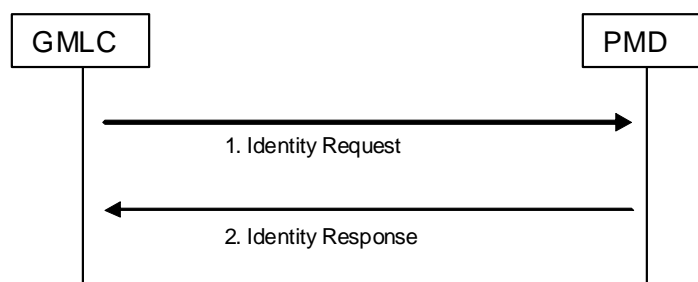 GMLC
PMD
1. Identity Request
2. Identity Response